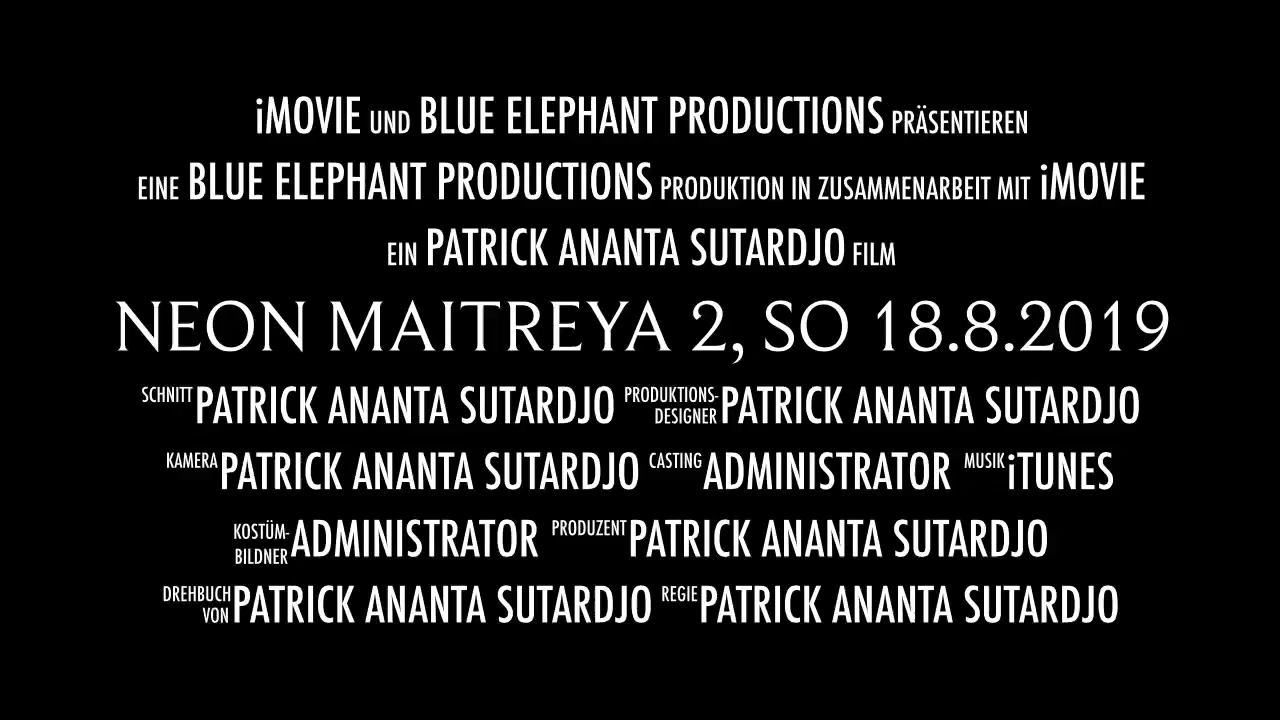 iMOVIE UND BLUE ELEPHANT PRODUCTIONS PRÄSENTIEREN
EINE BLUE ELEPHANT PRODUCTIONS PRODUKTION IN ZUSAMMENARBEIT MIT iMOVIE
EIN PATRICK ANANTA SUTARDJO FILM
NEON MAITREYA 2, SO 18.8.2019
SCHNITT PATRICK ANANTA SUTARDJO PRODUKTIONS-DESIGNER PATRICK ANANTA SUTARDJO
KAMERA PATRICK ANANTA SUTARDJO CASTING ADMINISTRATOR MUSIK iTUNES
KOSTÜM-BILDNER ADMINISTRATOR PRODUZENT PATRICK ANANTA SUTARDJO
DREHBUCH VON PATRICK ANANTA SUTARDJO REGIE PATRICK ANANTA SUTARDJO